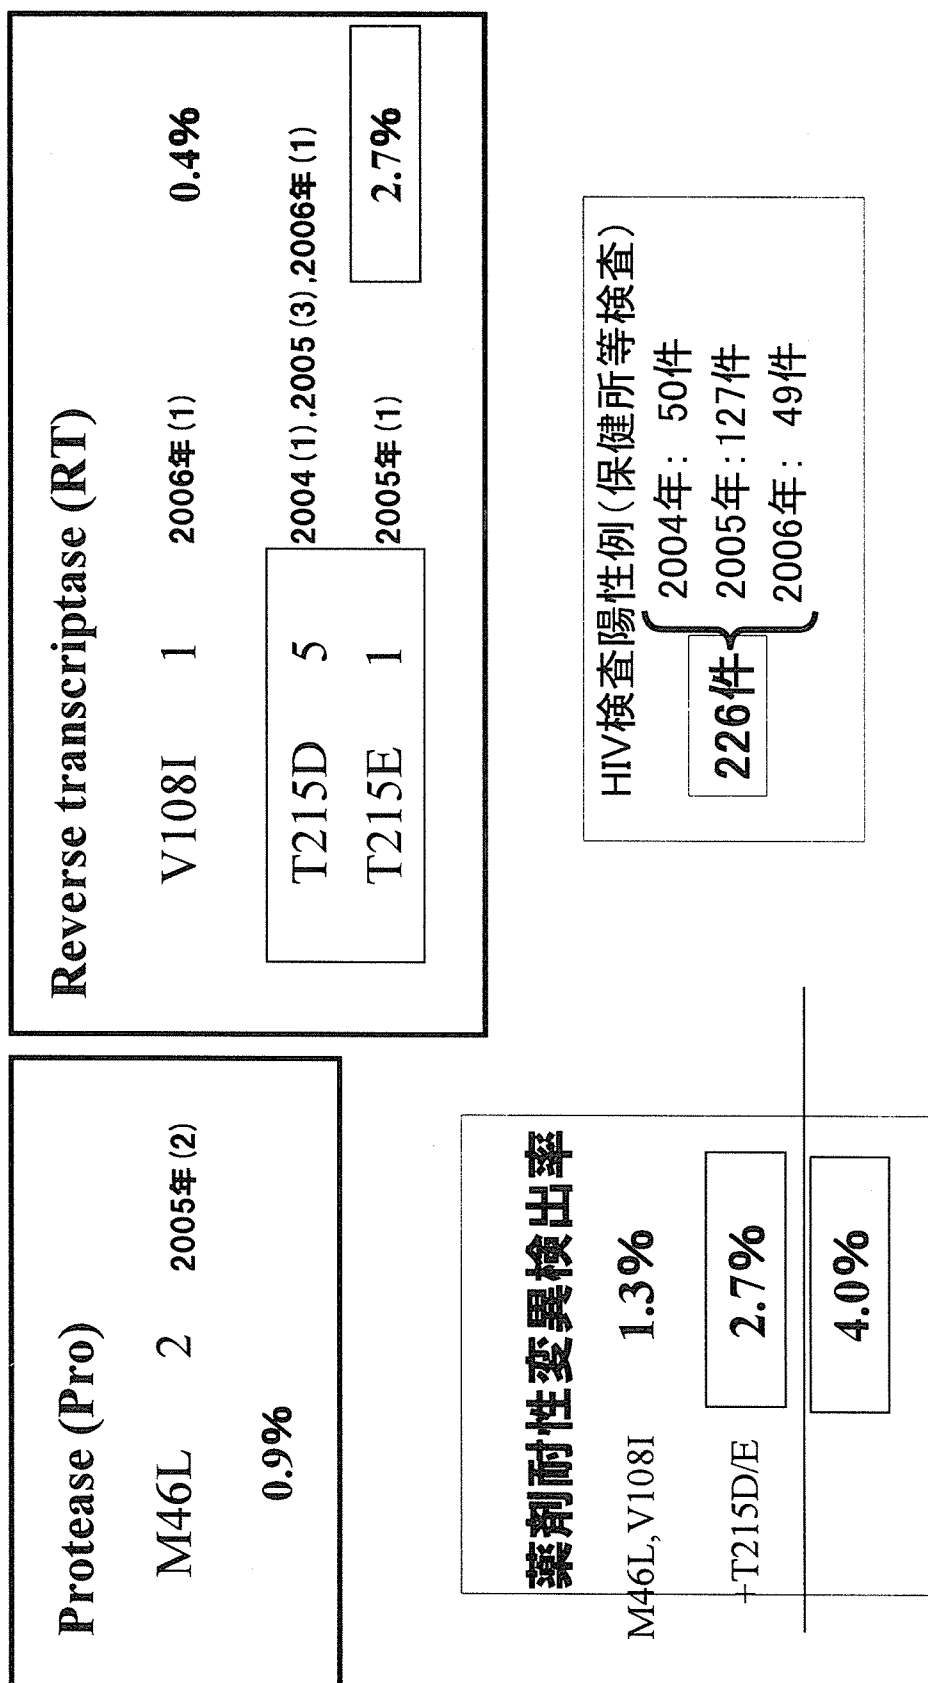 Protease (Pro)
M46L 2 2005年(2)
0.9%
Reverse transcriptase (RT)
V108I 1 2006年(1) 0.4%
T215D 5 2004(1),2005(3),2006年(1)
T215E 1 2005年(1) 2.7%
薬剤耐性変異検出率
M46L, V108I 1.3%
+T215D/E 2.7%
4.0%
HIV検査陽性例(保健所等検査)
2004年: 50件
226件 2005年:127件
2006年: 49件